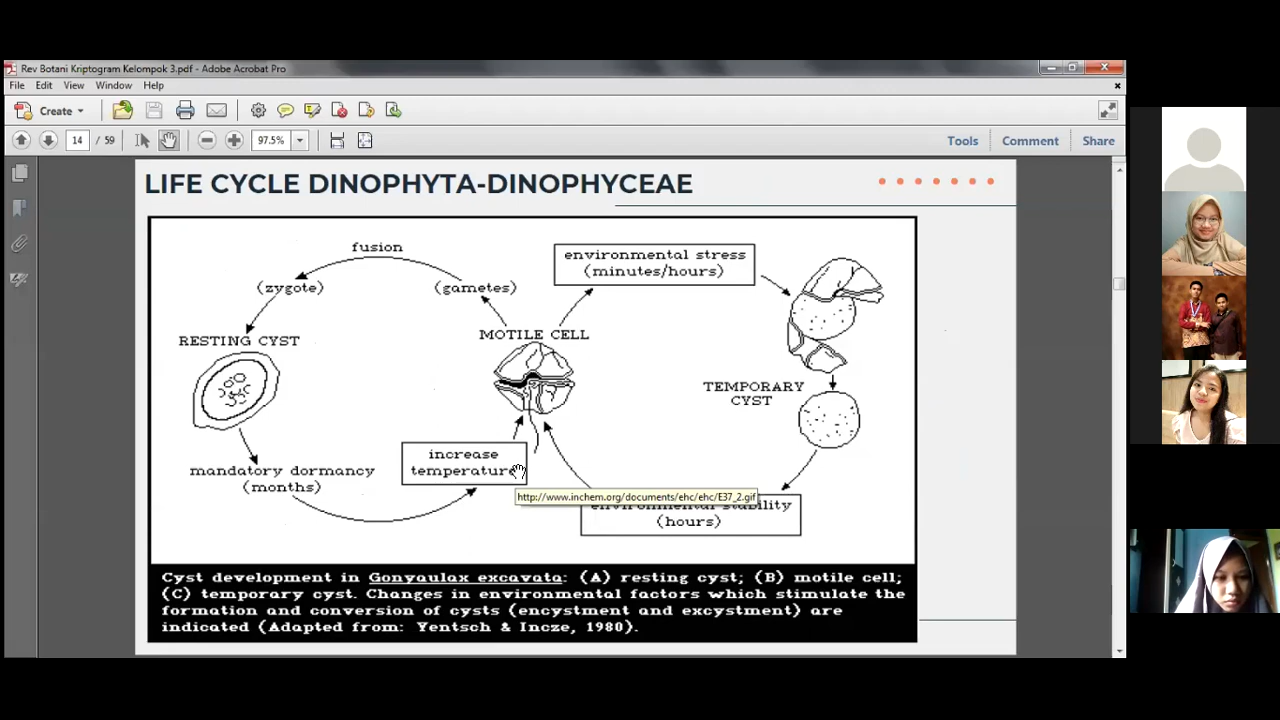 Rev Botani Kriptogram Kelompok 3.pdf - Adobe Acrobat Pro
File Edit View Window Help
Create
14 / 59
97.5%
Tools Comment Share
LIFE CYCLE DINOPHYTA-DINOPHYCEAE
fusion
environmental stress
(minutes/hours)
(zygote)
(gametes)
RESTING CYST
MOTILE CELL
TEMPORARY
CYST
increase
temperature
mandatory dormancy
(months)
http://www.inchem.org/documents/ehc/ehc/E37_2.gif
environmental stability
(hours)
Cyst development in Gonyaulax excavata: (A) resting cyst; (B) motile cell;
(C) temporary cyst. Changes in environmental factors which stimulate the
formation and conversion of cysts (encystment and excystment) are
indicated (Adapted from: Yentsch & Incze, 1980).